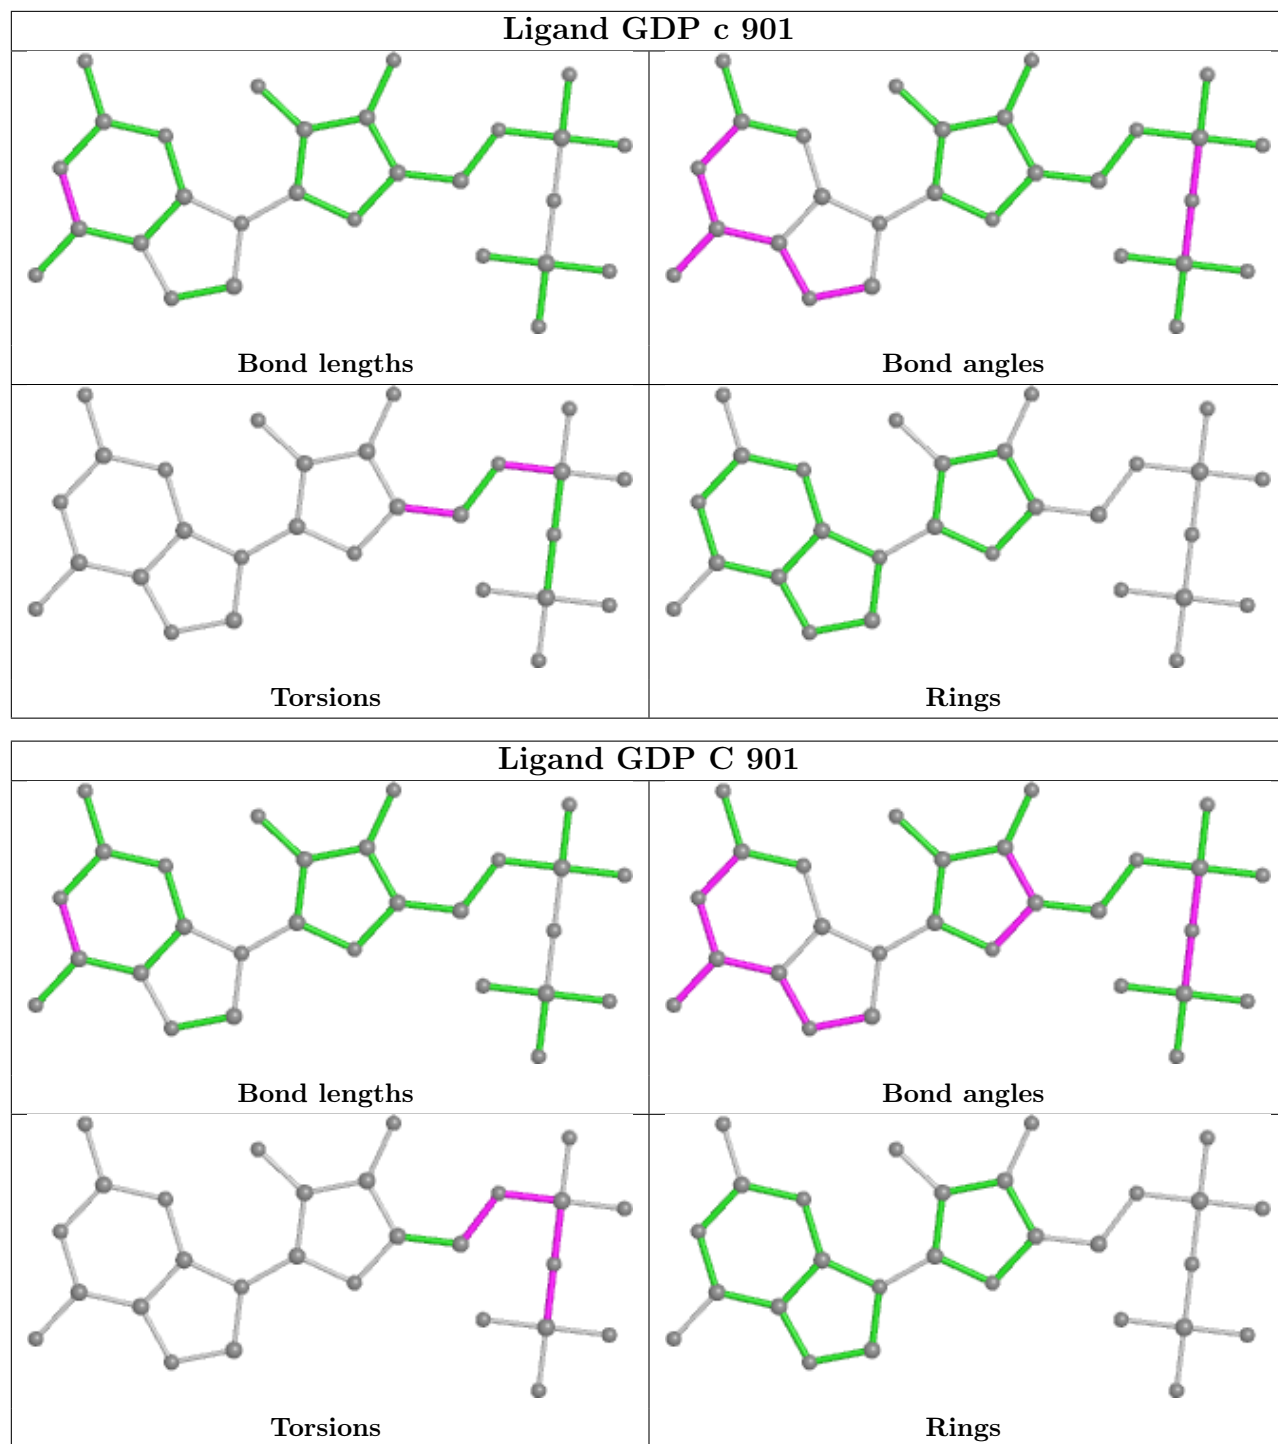 Ligand GDP c 901
Bond lengths
Bond angles
Torsions
Rings
Ligand GDP C 901
Bond lengths
Bond angles
Torsions
Rings